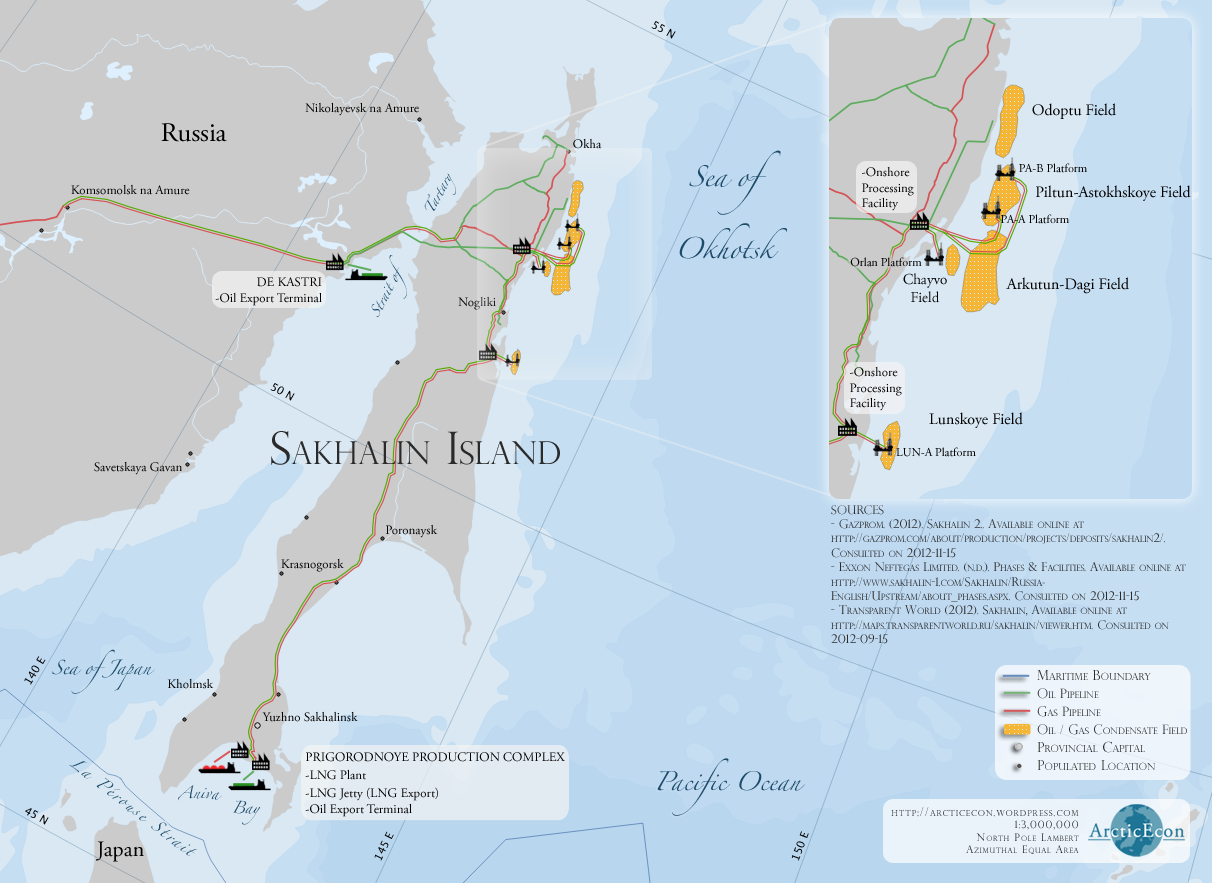 55 N
Nikolayevsk na Amure
Russia
Okha
Komsomolsk na Amure
Tartary
Strait of
Sea of
Okhotsk
DE KASTRI
-Oil Export Terminal
Nogliki
50 N
SAKHALIN ISLAND
Savetskaya Gavan
Poronaysk
Krasnogorsk
140 E
Sea of Japan
Kholmsk
Yuzhno Sakhalinsk
PRIGORODNOYE PRODUCTION COMPLEX
-LNG Plant
-LNG Jetty (LNG Export)
-Oil Export Terminal
Aniva
Bay
La Pérouse Strait
45 N
Japan
145 E
Pacific Ocean
150 E
Odoptu Field
PA-B Platform
-Onshore
Processing
Facility
Piltun-Astokhskoye Field
PA-A Platform
Orlan Platform
Chayvo
Field
Arkutun-Dagi Field
-Onshore
Processing
Facility
Lunskoye Field
LUN-A Platform
SOURCES
- GAZPROM. (2012). SAKHALIN 2,. AVAILABLE ONLINE AT
HTTP://GAZPROM.COM/ABOUT/PRODUCTION/PROJECTS/DEPOSITS/SAKHALIN2/.
CONSULTED ON 2012-11-15
- EXXON NEFTEGAS LIMITED. (N.D.). PHASES & FACILITIES, AVAILABLE ONLINE AT
HTTP://WWW.SAKHALIN-1.COM/SAKHALIN/RUSSIA-
ENGLISH/UPSTREAM/ABOUT_PHASES.ASPX. CONSULTED ON 2012-11-15
- TRANSPARENT WORLD (2012). SAKHALIN, AVAILABLE ONLINE AT
HTTP://MAPS.TRANSPARENTWORLD.RU/SAKHALIN/VIEWER.HTM. CONSULTED ON
2012-09-15
MARITIME BOUNDARY
OIL PIPELINE
GAS PIPELINE
OIL / GAS CONDENSATE FIELD
PROVINCIAL CAPITAL
POPULATED LOCATION
HTTP://ARCTICECON.WORDPRESS.COM
1:3,000,000
NORTH POLE LAMBERT
AZIMUTHAL EQUAL AREA
ArcticEcon